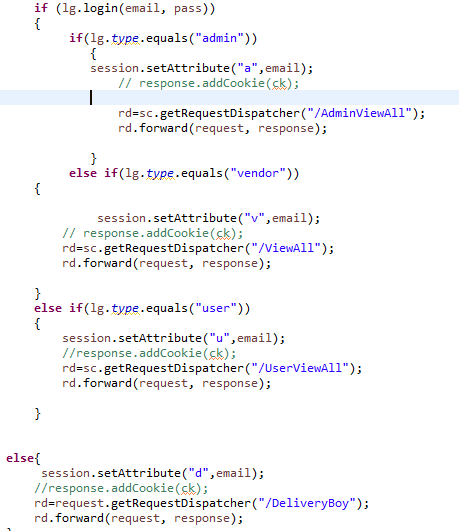 if (lg.login(email, pass))
{
if(lg.type.equals("admin"))
{
session.setAttribute("a",email);
// response.addCookie(ck);
rd=sc.getRequestDispatcher("/AdminViewAll");
rd.forward(request, response);
}
else if(lg.type.equals("vendor"))
{
session.setAttribute("v",email);
// response.addCookie(ck);
rd=sc.getRequestDispatcher("/ViewAll");
rd.forward(request, response);
}
else if(lg.type.equals("user"))
{
session.setAttribute("u",email);
//response.addCookie(ck);
rd=sc.getRequestDispatcher("/UserViewAll");
rd.forward(request, response);
}
else{
session.setAttribute("d",email);
//response.addCookie(ck);
rd=request.getRequestDispatcher("/DeliveryBoy");
rd.forward(request, response);